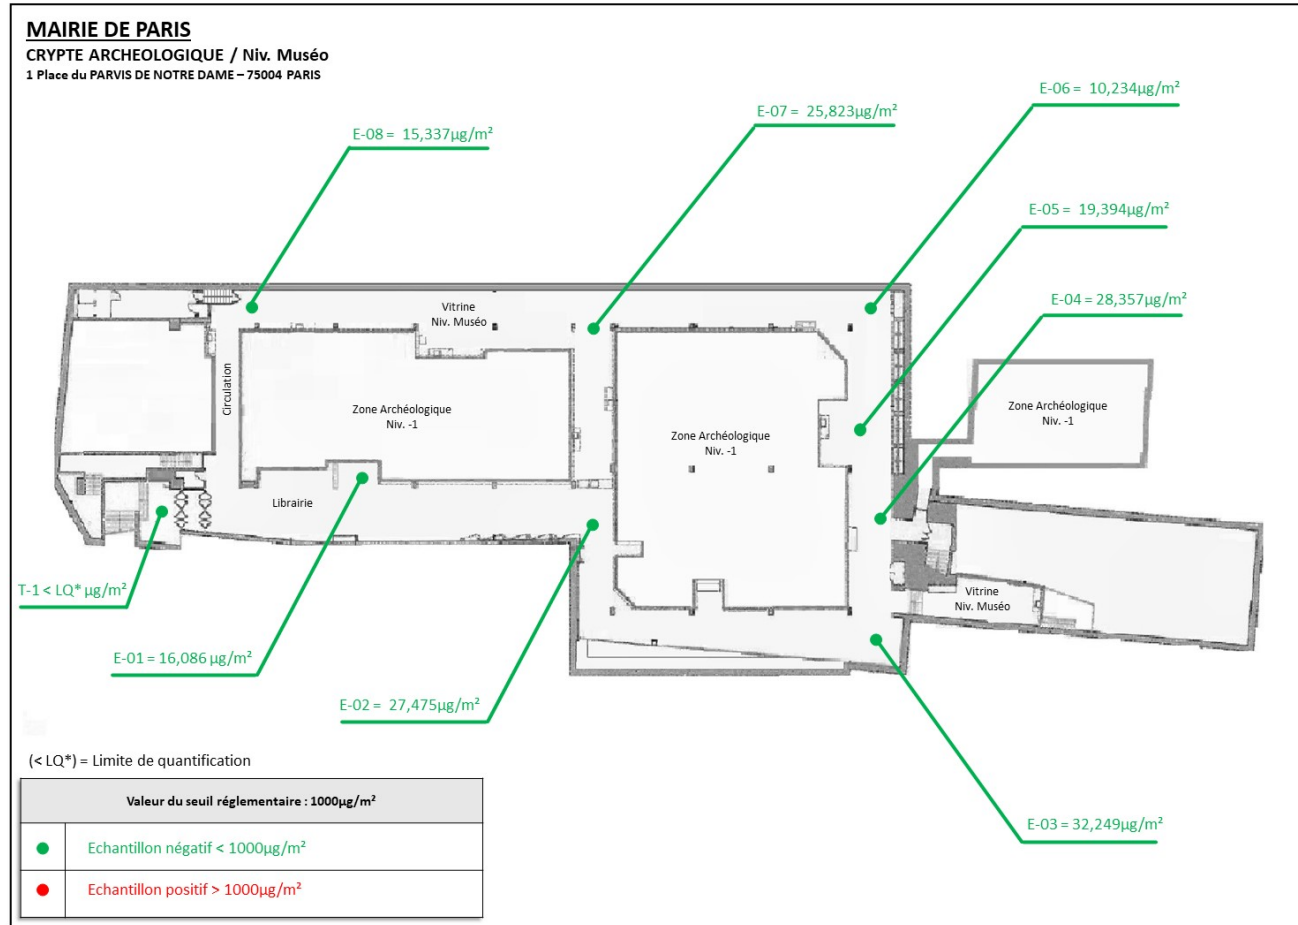 MAIRIE DE PARIS
CRYPTE ARCHEOLOGIQUE / Niv. Muséo
1 Place du PARVIS DE NOTRE DAME – 75004 PARIS
E-06 = 10,234µg/m²
E-07 = 25,823µg/m²
E-08 = 15,337µg/m²
E-05 = 19,394µg/m²
E-04 = 28,357µg/m²
Vitrine
Niv. Muséo
Circulation
Zone Archéologique
Niv. -1
Zone Archéologique
Niv. -1
Zone Archéologique
Niv. -1
Librairie
Vitrine
Niv. Muséo
T-1 < LQ* µg/m²
E-01 = 16,086 µg/m²
E-02 = 27,475µg/m²
E-03 = 32,249µg/m²
(< LQ*) = Limite de quantification
Valeur du seuil réglementaire : 1000µg/m²
Echantillon négatif < 1000µg/m²
Echantillon positif > 1000µg/m²